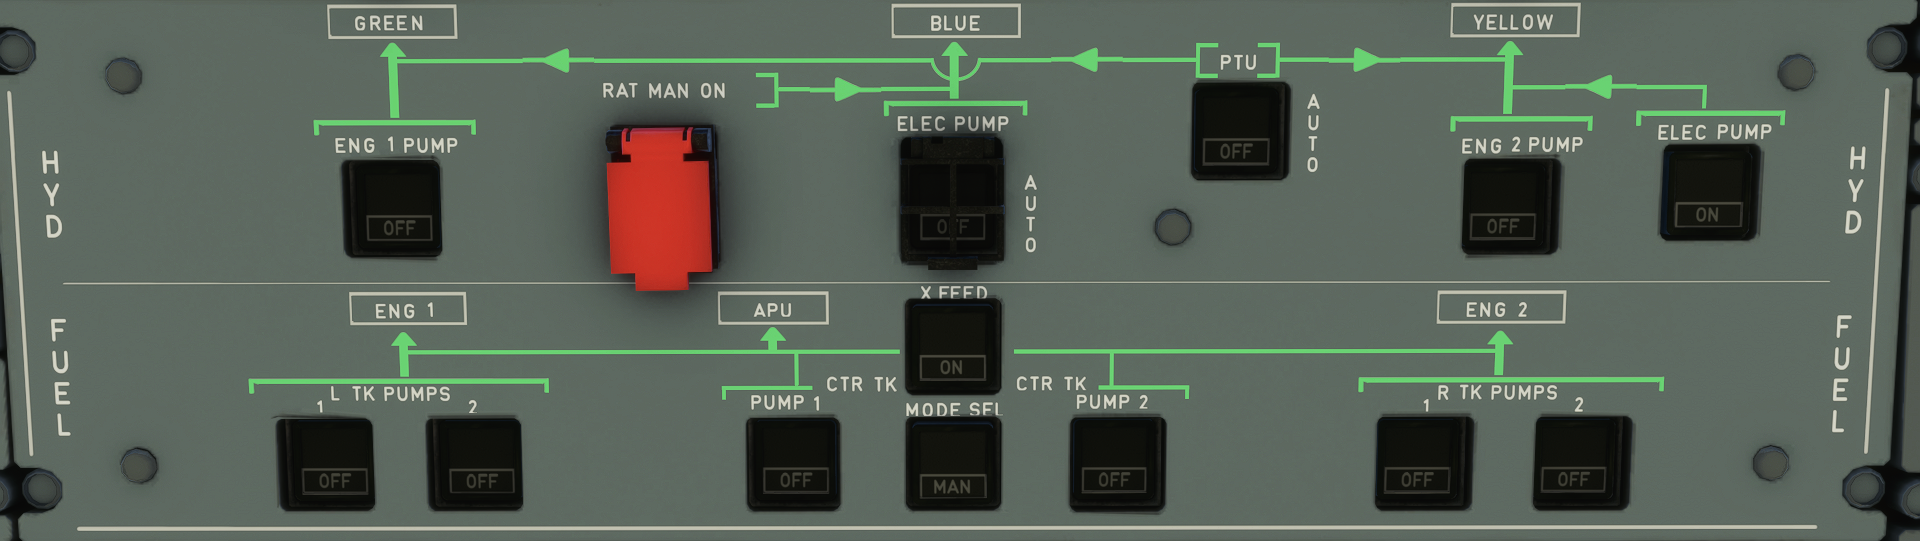 GREEN
BLUE
YELLOW
PTU
RAT MAN ON
AUTO
ELEC PUMP
ENG 1 PUMP
ENG 2 PUMP
ELEC PUMP
OFF
OFF
OFF
AUTO
OFF
ON
HYD
HYD
X FEED
ENG 1
APU
ENG 2
ON
FUEL
FUEL
L TK PUMPS
1
2
CTR TK
PUMP 1
CTR TK
PUMP 2
MODE SEL
R TK PUMPS
1
2
OFF
OFF
OFF
MAN
OFF
OFF
OFF